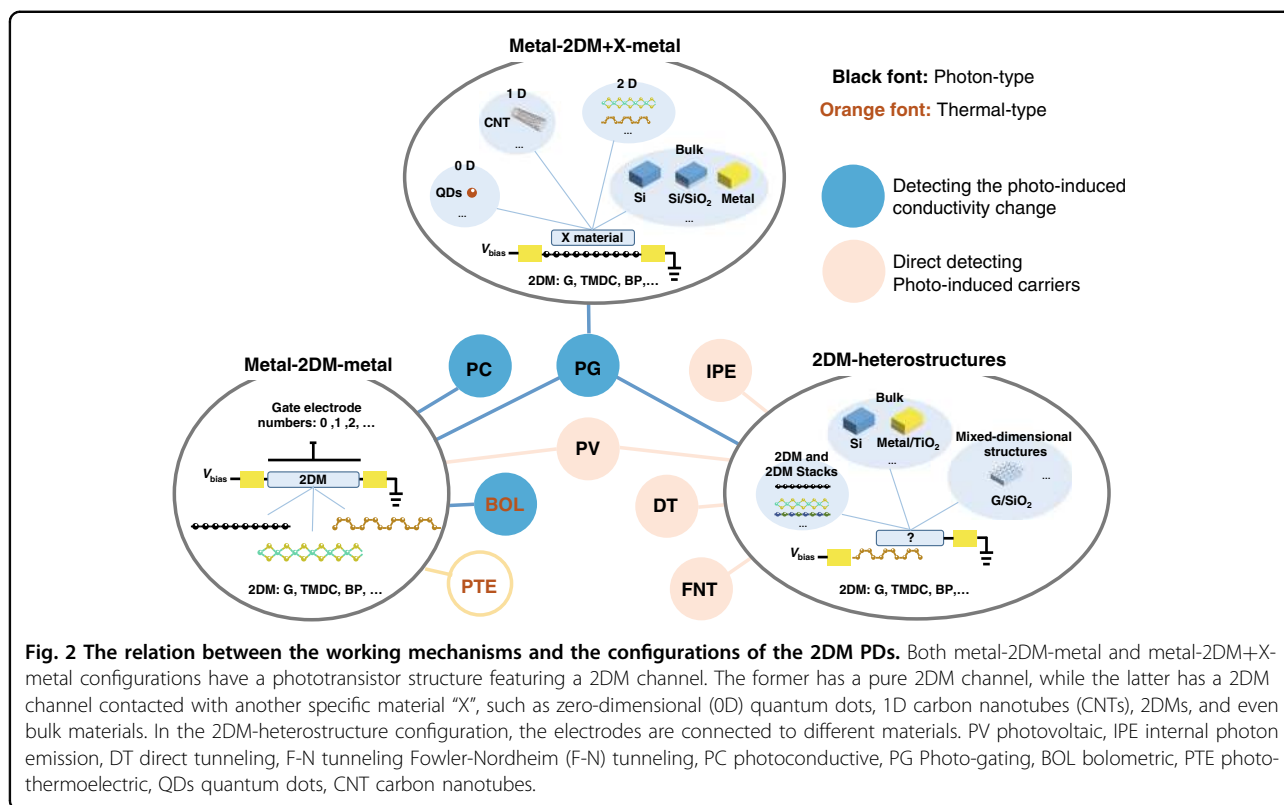 Metal-2DM+X-metal
Black font: Photon-type
Orange font: Thermal-type
0 D
QDs
...
1 D
CNT
...
2 D
...
Bulk
Si
Si/SiO₂
Metal
...
X material
Vbias
2DM: G, TMDC, BP,...
Detecting the photo-induced
conductivity change
Direct detecting
Photo-induced carriers
Metal-2DM-metal
Gate electrode
numbers: 0 ,1 ,2, ...
Vbias
2DM
2DM: G, TMDC, BP, ...
PC
PG
IPE
PV
BOL
DT
PTE
FNT
2DM-heterostructures
Bulk
Si
Metal/TiO₂
...
Mixed-dimensional
structures
G/SiO₂
...
2DM and
2DM Stacks
...
?
Vbias
2DM: G, TMDC, BP,...
Fig. 2 The relation between the working mechanisms and the configurations of the 2DM PDs. Both metal-2DM-metal and metal-2DM+X-
metal configurations have a phototransistor structure featuring a 2DM channel. The former has a pure 2DM channel, while the latter has a 2DM
channel contacted with another specific material “X”, such as zero-dimensional (0D) quantum dots, 1D carbon nanotubes (CNTs), 2DMs, and even
bulk materials. In the 2DM-heterostructure configuration, the electrodes are connected to different materials. PV photovoltaic, IPE internal photon
emission, DT direct tunneling, F-N tunneling Fowler-Nordheim (F-N) tunneling, PC photoconductive, PG Photo-gating, BOL bolometric, PTE photo-
thermoelectric, QDs quantum dots, CNT carbon nanotubes.